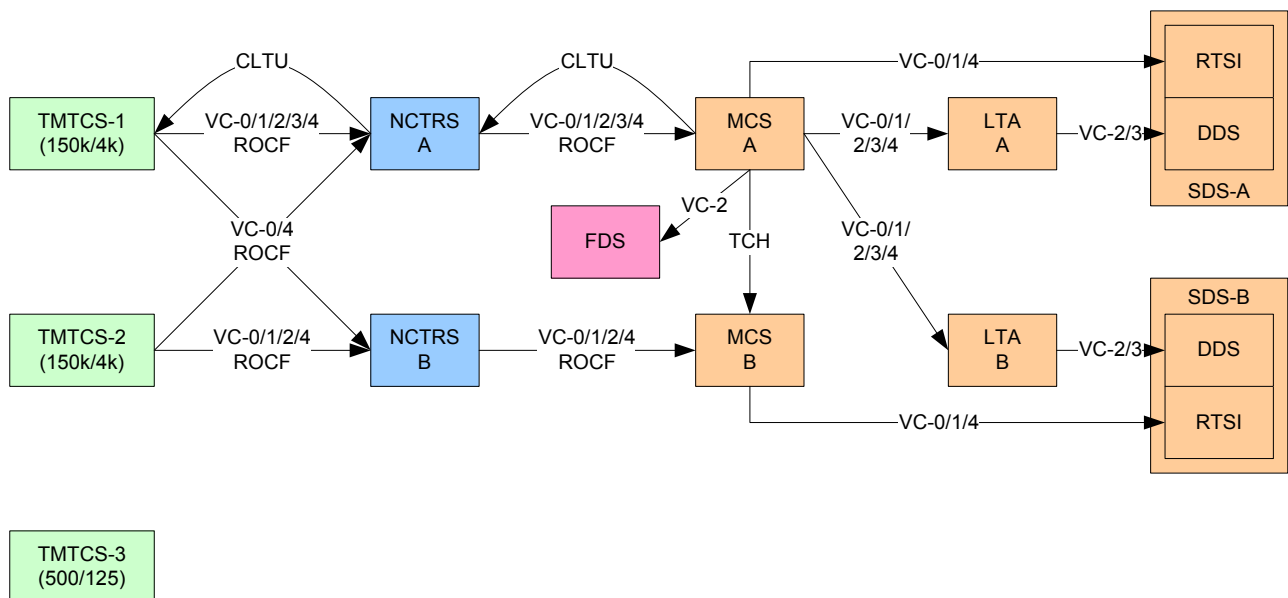 CLTU
CLTU
VC-0/1/4
RTSI
TMTCS-1
(150k/4k)
VC-0/1/2/3/4
ROCF
NCTRS
A
VC-0/1/2/3/4
ROCF
MCS
A
VC-0/1/
2/3/4
LTA
A
VC-2/3
DDS
SDS-A
VC-0/4
ROCF
FDS
VC-2
TCH
VC-0/1/
2/3/4
SDS-B
TMTCS-2
(150k/4k)
VC-0/1/2/4
ROCF
NCTRS
B
VC-0/1/2/4
ROCF
MCS
B
LTA
B
VC-2/3
DDS
VC-0/1/4
RTSI
TMTCS-3
(500/125)